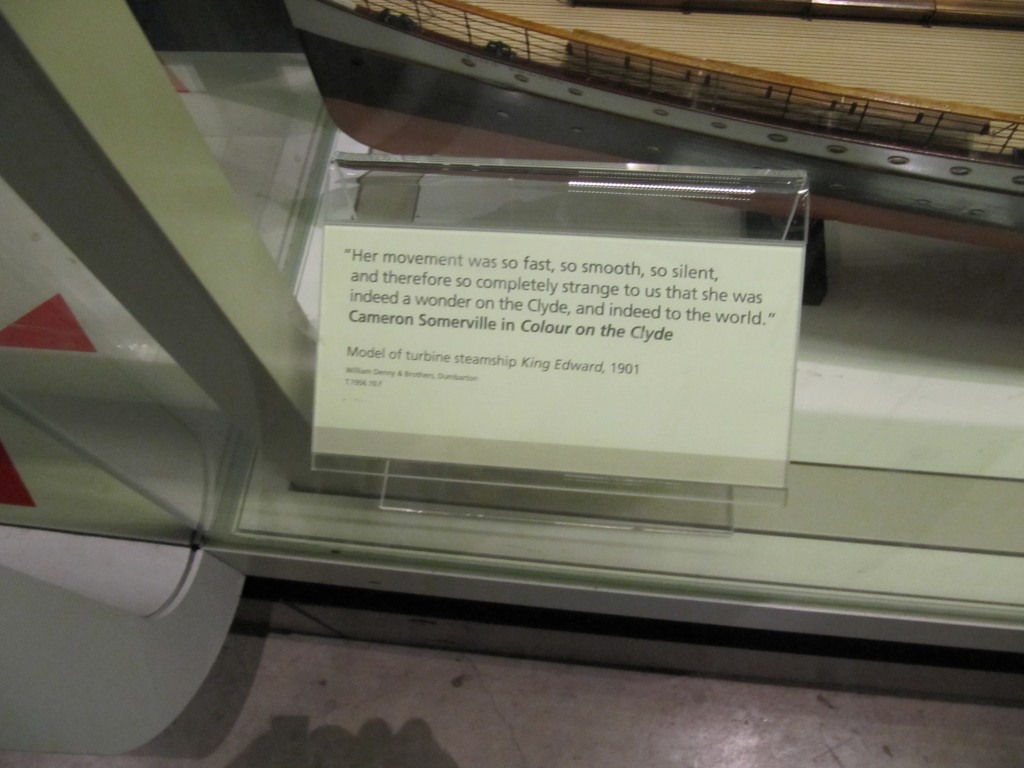 "Her movement was so fast, so smooth, so silent,
and therefore so completely strange to us that she was
indeed a wonder on the Clyde, and indeed to the world."
Cameron Somerville in Colour on the Clyde
Model of turbine steamship King Edward, 1901
William Denny & Brothers, Dumbarton